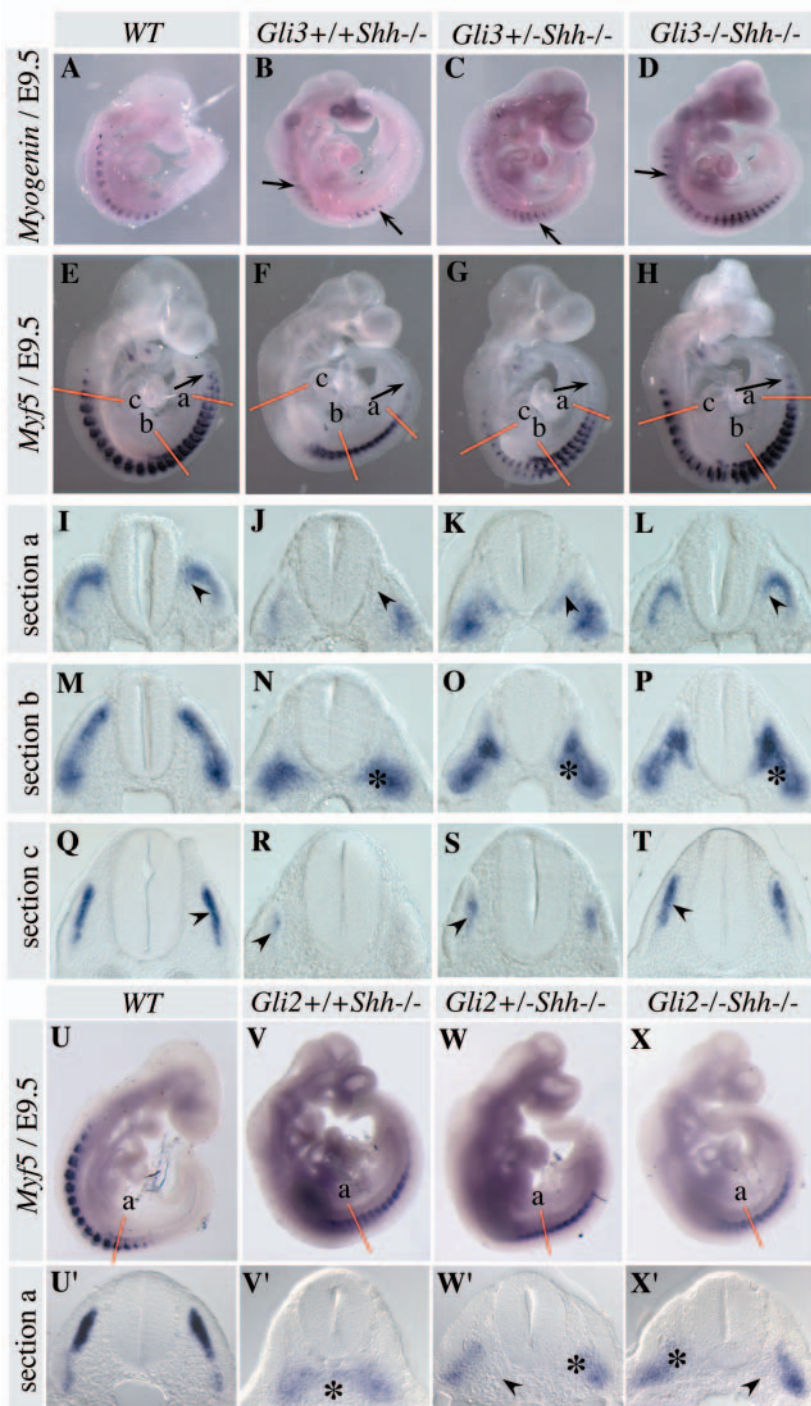 WT Gli3+/+Shh-/- Gli3+/-Shh-/- Gli3-/-Shh-/-
Myogenin / E9.5
A B C D
Myf5 / E9.5
E F G H
c b a c b a c b a c b a
section a
I J K L
section b
M N O P
* * *
section c
Q R S T
WT Gli2+/+Shh-/- Gli2+/-Shh-/- Gli2-/-Shh-/-
Myf5 / E9.5
U V W X
a a a a
section a
U' V' W' X'
* * *